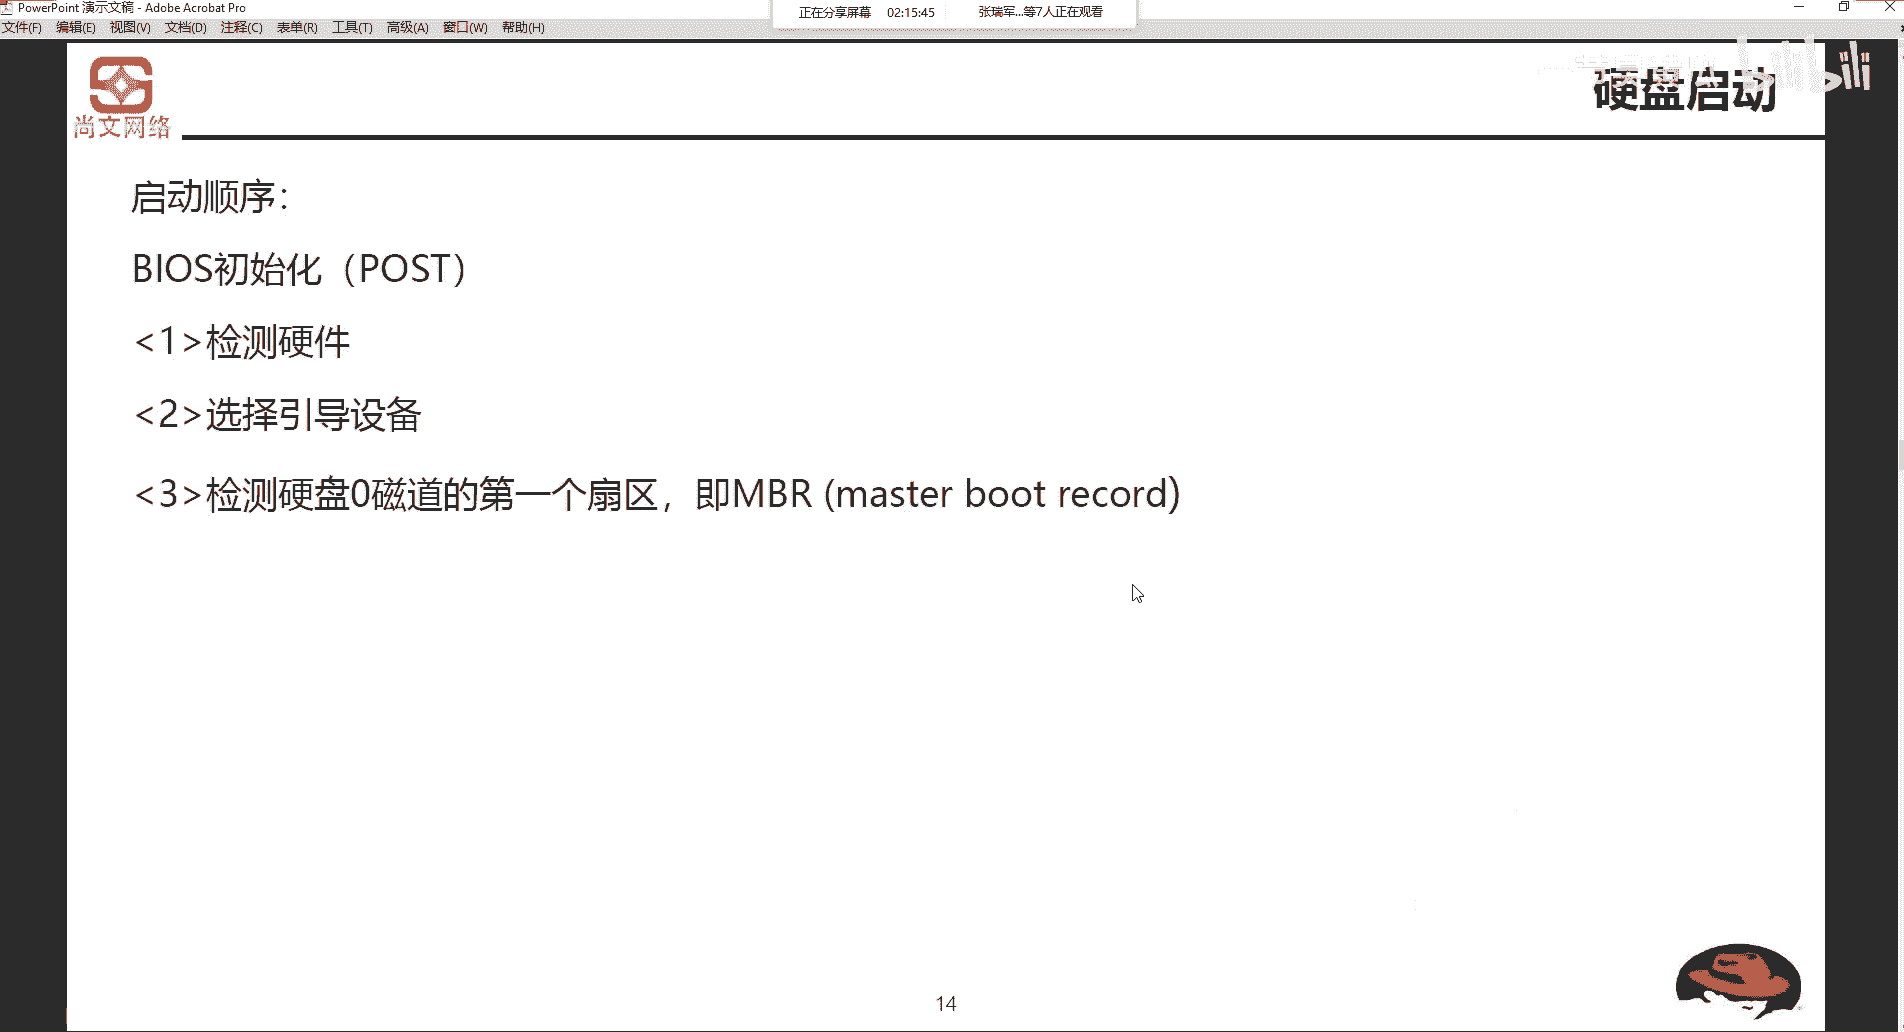 PowerPoint 演示文稿 - Adobe Acrobat Pro
正在分享屏幕 02:15:45 张瑞军...等7人正在观看
文件(F) 编辑(E) 视图(V) 文档(D) 注释(C) 表单(R) 工具(T) 高级(A) 窗口(W) 帮助(H)
bilibili
硬盘启动
尚文网络
启动顺序：
BIOS初始化（POST）
<1>检测硬件
<2>选择引导设备
<3>检测硬盘0磁道的第一个扇区，即MBR (master boot record)
14